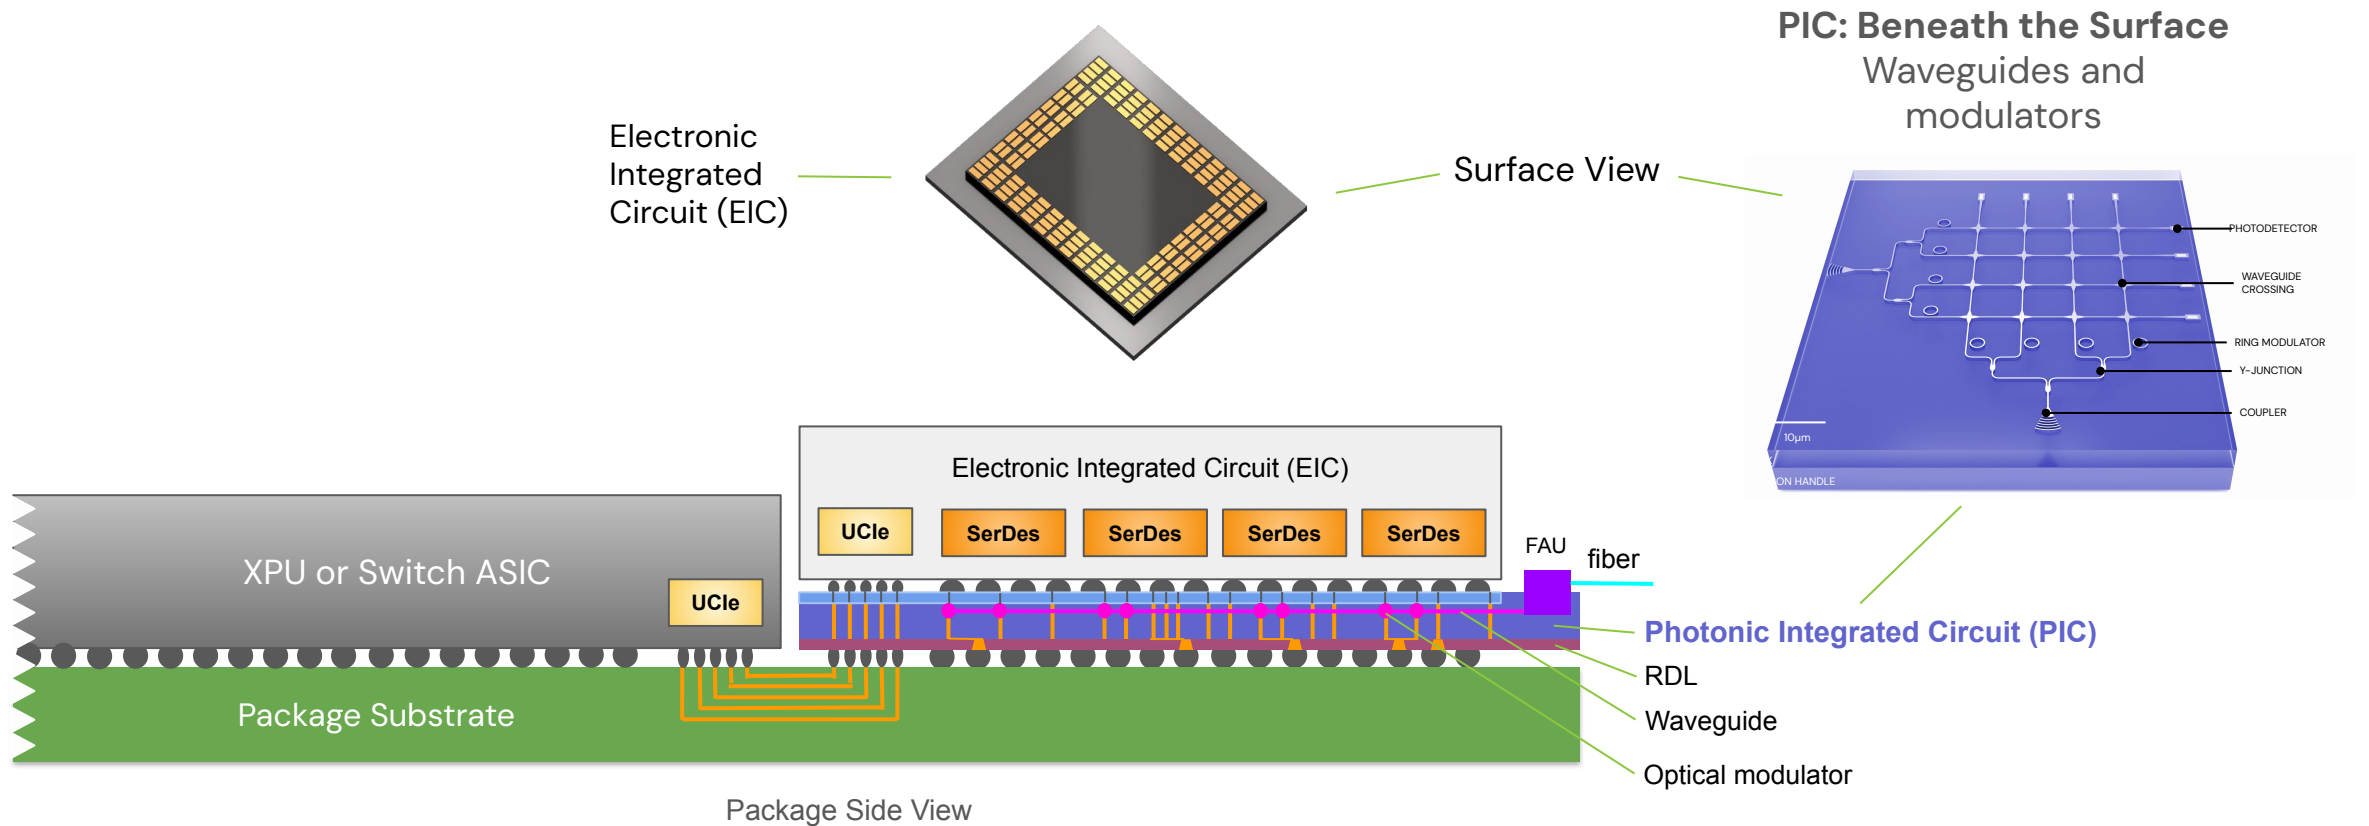 PIC: Beneath the Surface
Waveguides and
modulators
Electronic
Integrated
Circuit (EIC)
Surface View
PHOTODETECTOR
WAVEGUIDE
CROSSING
RING MODULATOR
Y-JUNCTION
COUPLER
10µm
ON HANDLE
Electronic Integrated Circuit (EIC)
UCIe
SerDes
SerDes
SerDes
SerDes
FAU
fiber
XPU or Switch ASIC
UCIe
Photonic Integrated Circuit (PIC)
RDL
Waveguide
Optical modulator
Package Substrate
Package Side View